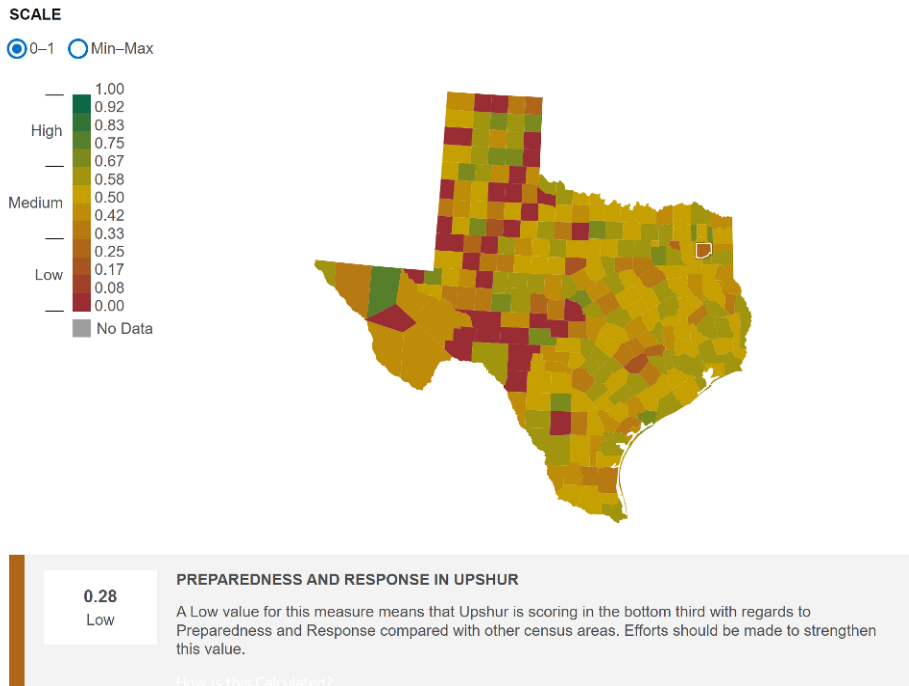 SCALE
0–1 Min–Max
1.00
0.92
High 0.83
0.75
0.67
0.58
Medium 0.50
0.42
0.33
0.25
Low 0.17
0.08
0.00
No Data
PREPAREDNESS AND RESPONSE IN UPSHUR
0.28
Low
A Low value for this measure means that Upshur is scoring in the bottom third with regards to
Preparedness and Response compared with other census areas. Efforts should be made to strengthen
this value.
How is this Calculated?